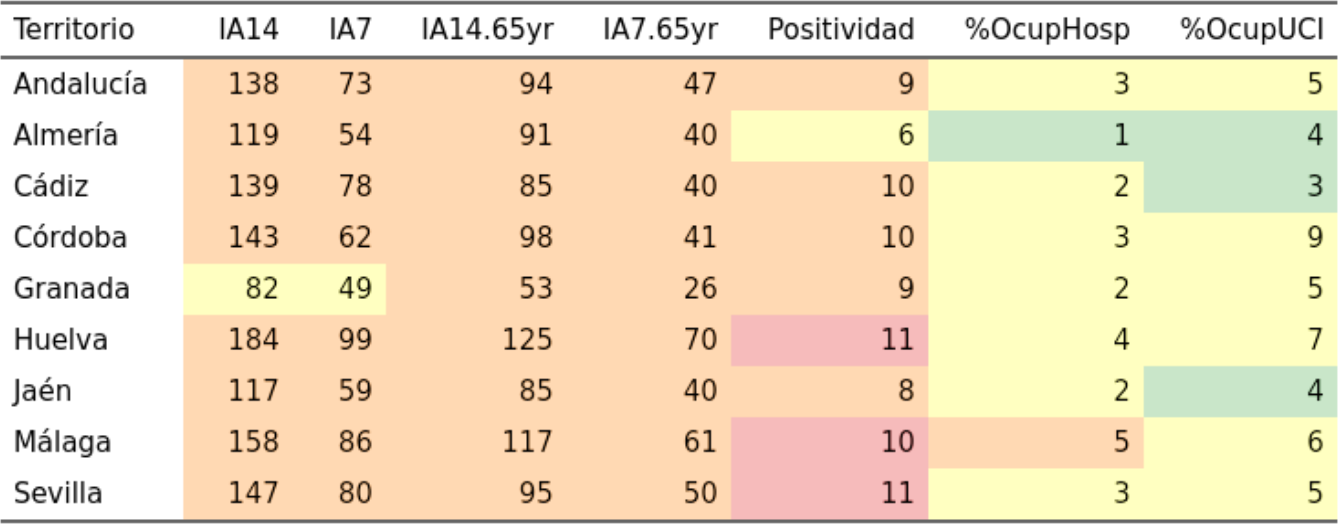 Territorio IA14 IA7 IA14.65yr IA7.65yr Positividad %OcupHosp %OcupUCI
Andalucía 138 73 94 47 9 3 5
Almería 119 54 91 40 6 1 4
Cádiz 139 78 85 40 10 2 3
Córdoba 143 62 98 41 10 3 9
Granada 82 49 53 26 9 2 5
Huelva 184 99 125 70 11 4 7
Jaén 117 59 85 40 8 2 4
Málaga 158 86 117 61 10 5 6
Sevilla 147 80 95 50 11 3 5